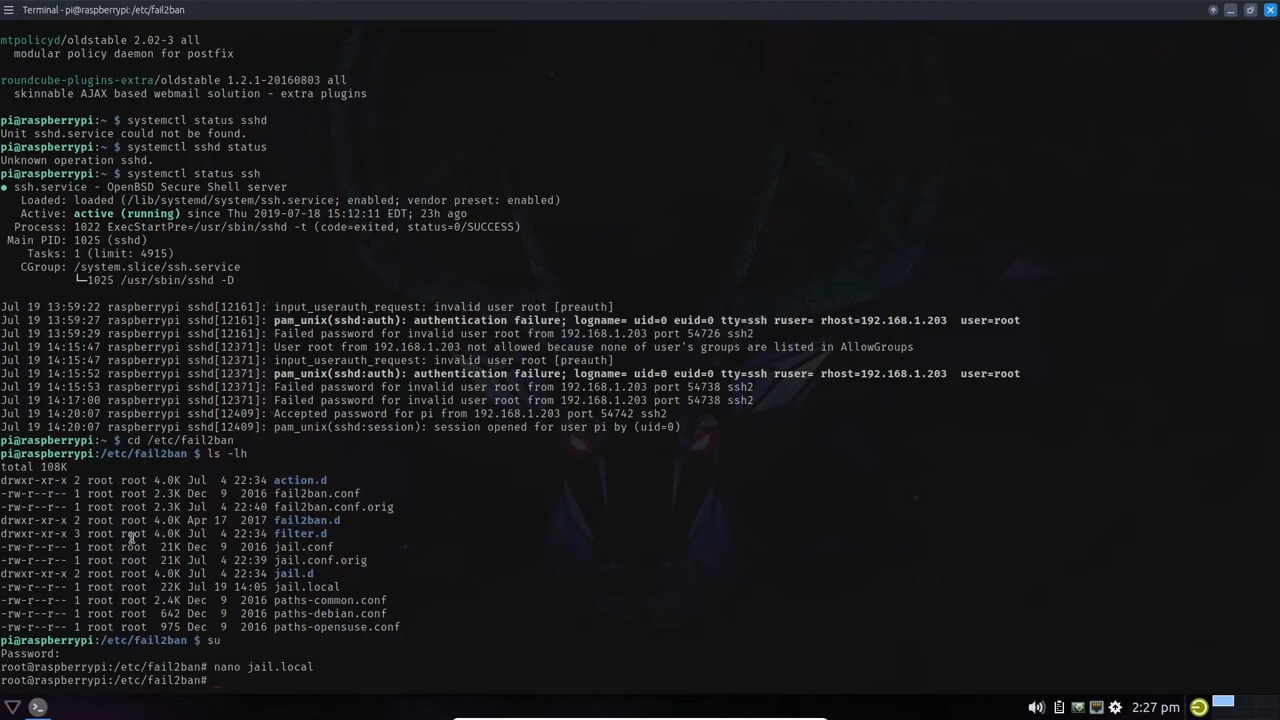 Terminal - pi@raspberrypi: /etc/fail2ban
mtpolicyd/oldstable 2.02-3 all
  modular policy daemon for postfix
roundcube-plugins-extra/oldstable 1.2.1-20160803 all
  skinnable AJAX based webmail solution - extra plugins
pi@raspberrypi:~ $ systemctl status sshd
Unit sshd.service could not be found.
pi@raspberrypi:~ $ systemctl sshd status
Unknown operation sshd.
pi@raspberrypi:~ $ systemctl status ssh
● ssh.service - OpenBSD Secure Shell server
   Loaded: loaded (/lib/systemd/system/ssh.service; enabled; vendor preset: enabled)
   Active: active (running) since Thu 2019-07-18 15:12:11 EDT; 23h ago
  Process: 1022 ExecStartPre=/usr/sbin/sshd -t (code=exited, status=0/SUCCESS)
 Main PID: 1025 (sshd)
    Tasks: 1 (limit: 4915)
   CGroup: /system.slice/ssh.service
           └─1025 /usr/sbin/sshd -D
Jul 19 13:59:22 raspberrypi sshd[12161]: input_userauth_request: invalid user root [preauth]
Jul 19 13:59:27 raspberrypi sshd[12161]: pam_unix(sshd:auth): authentication failure; logname= uid=0 euid=0 tty=ssh ruser= rhost=192.168.1.203  user=root
Jul 19 13:59:29 raspberrypi sshd[12161]: Failed password for invalid user root from 192.168.1.203 port 54726 ssh2
Jul 19 14:15:47 raspberrypi sshd[12371]: User root from 192.168.1.203 not allowed because none of user's groups are listed in AllowGroups
Jul 19 14:15:47 raspberrypi sshd[12371]: input_userauth_request: invalid user root [preauth]
Jul 19 14:15:52 raspberrypi sshd[12371]: pam_unix(sshd:auth): authentication failure; logname= uid=0 euid=0 tty=ssh ruser= rhost=192.168.1.203  user=root
Jul 19 14:15:53 raspberrypi sshd[12371]: Failed password for invalid user root from 192.168.1.203 port 54738 ssh2
Jul 19 14:17:00 raspberrypi sshd[12371]: Failed password for invalid user root from 192.168.1.203 port 54738 ssh2
Jul 19 14:20:07 raspberrypi sshd[12409]: Accepted password for pi from 192.168.1.203 port 54742 ssh2
Jul 19 14:20:07 raspberrypi sshd[12409]: pam_unix(sshd:session): session opened for user pi by (uid=0)
pi@raspberrypi:~ $ cd /etc/fail2ban
pi@raspberrypi:/etc/fail2ban $ ls -lh
total 108K
drwxr-xr-x 2 root root 4.0K Jul  4 22:34 action.d
-rw-r--r-- 1 root root 2.3K Dec  9  2016 fail2ban.conf
-rw-r--r-- 1 root root 2.3K Jul  4 22:40 fail2ban.conf.orig
drwxr-xr-x 2 root root 4.0K Apr 17  2017 fail2ban.d
drwxr-xr-x 3 root root 4.0K Jul  4 22:34 filter.d
-rw-r--r-- 1 root root  21K Dec  9  2016 jail.conf
-rw-r--r-- 1 root root  21K Jul  4 22:39 jail.conf.orig
drwxr-xr-x 2 root root 4.0K Jul  4 22:34 jail.d
-rw-r--r-- 1 root root  22K Jul 19 14:05 jail.local
-rw-r--r-- 1 root root 2.4K Dec  9  2016 paths-common.conf
-rw-r--r-- 1 root root  642 Dec  9  2016 paths-debian.conf
-rw-r--r-- 1 root root  975 Dec  9  2016 paths-opensuse.conf
pi@raspberrypi:/etc/fail2ban $ su
Password:
root@raspberrypi:/etc/fail2ban# nano jail.local
root@raspberrypi:/etc/fail2ban#
2:27 pm